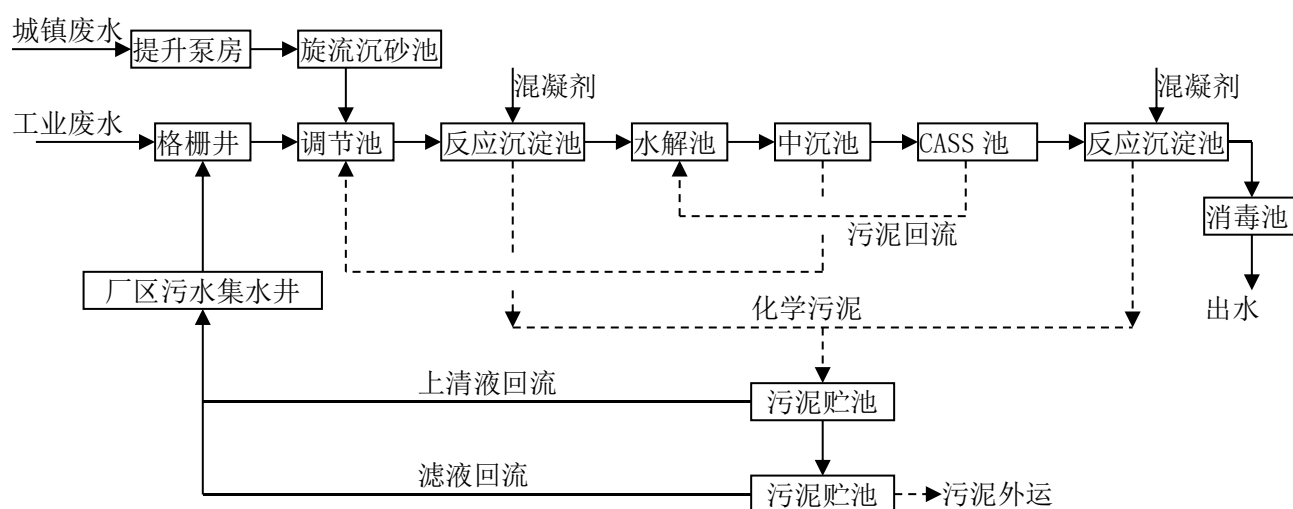 城镇废水
提升泵房
旋流沉砂池
混凝剂
混凝剂
工业废水
格栅井
调节池
反应沉淀池
水解池
中沉池
CASS 池
反应沉淀池
消毒池
污泥回流
厂区污水集水井
化学污泥
出水
上清液回流
污泥贮池
滤液回流
污泥贮池
污泥外运